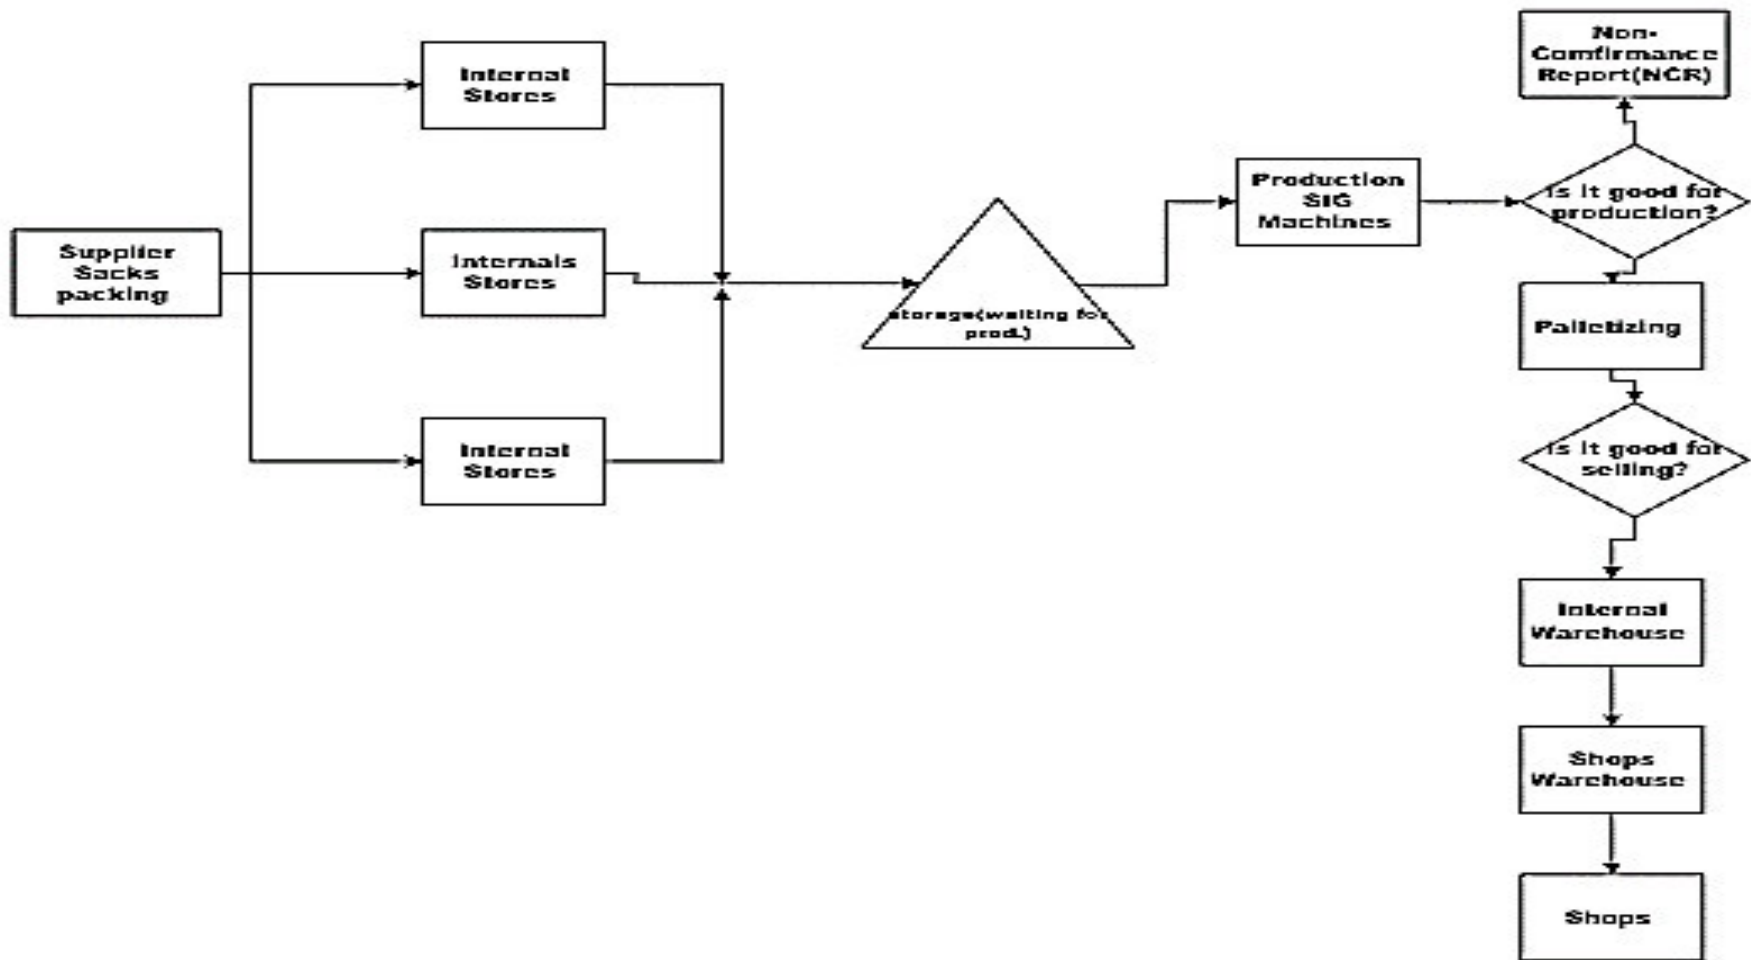 Internal
Stores
Supplier
Sacks
packing
Internals
Stores
Internal
Stores
storage(waiting for
prod.)
Production
SIG
Machines
Non-
Comfirmance
Report(NCR)
Is it good for
production?
Palletizing
Is it good for
selling?
Internal
Warehouse
Shops
Warehouse
Shops